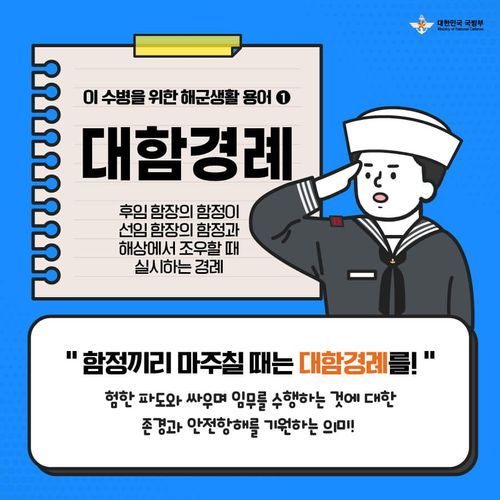 대한민국 국방부
Ministry of National Defense
이 수병을 위한 해군생활 용어 ❶
대함경례
후임 함장의 함정이
선임 함장의 함정과
해상에서 조우할 때
실시하는 경례
" 함정끼리 마주칠 때는 대함경례를! "
험한 파도와 싸우며 임무를 수행하는 것에 대한
존경과 안전항해를 기원하는 의미!